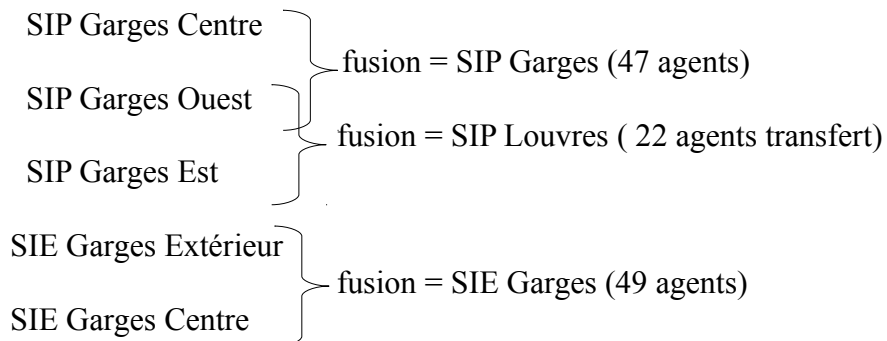 SIP Garges Centre
fusion = SIP Garges (47 agents)
SIP Garges Ouest
fusion = SIP Louvres ( 22 agents transfert)
SIP Garges Est
SIE Garges Extérieur
fusion = SIE Garges (49 agents)
SIE Garges Centre